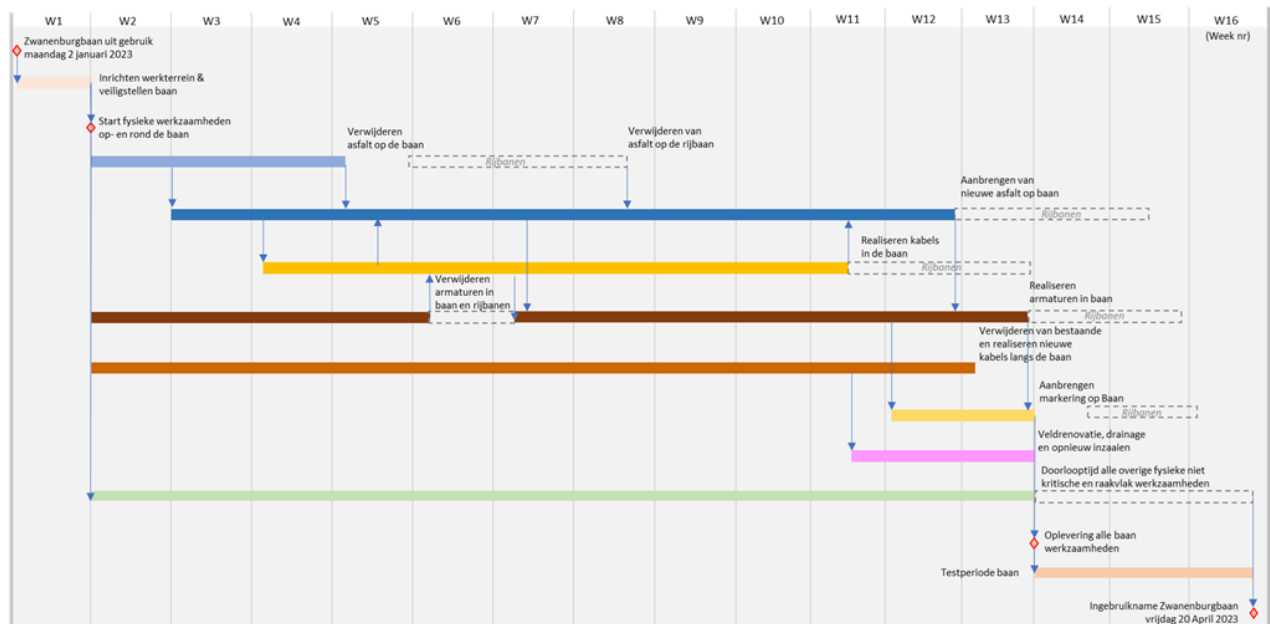 W1 W2 W3 W4 W5 W6 W7 W8 W9 W10 W11 W12 W13 W14 W15 W16
(Week nr)
Zwanenburgbaan uit gebruik
maandag 2 januari 2023
Inrichten werkterrein &
veiligstellen baan
Start fysieke werkzaamheden
op- en rond de baan
Verwijderen
asfalt op de baan
Rijbanen
Verwijderen van
asfalt op de rijbaan
Aanbrengen van
nieuwe asfalt op baan
Rijbanen
Realiseren kabels
in de baan
Rijbanen
Verwijderen
armaturen in
baan en rijbanen
Realiseren
armaturen in baan
Rijbanen
Verwijderen van bestaande
en realiseren nieuwe
kabels langs de baan
Aanbrengen
markering op Baan
Rijbanen
Veldrenovatie, drainage
en opnieuw inzaaien
Doorlooptijd alle overige fysieke niet
kritische en raakvlak werkzaamheden
Oplevering alle baan
werkzaamheden
Testperiode baan
Ingebruikname Zwanenburgbaan
vrijdag 20 April 2023